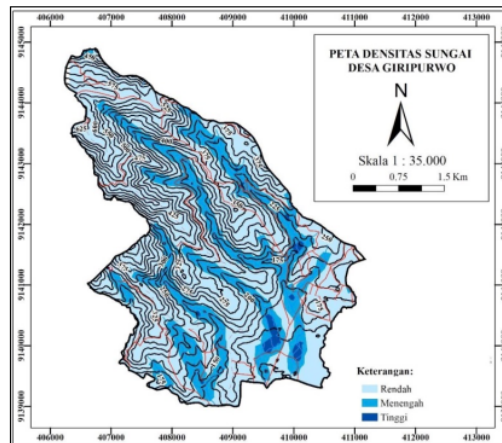 406000 407000 408000 409000 410000 411000 412000 413000
PETA DENSITAS SUNGAI
DESA GIRIPURWO
N
Skala 1 : 35.000
0 0.75 1.5 Km
9145000
9144000
9143000
9142000
9141000
9140000
9139000
Keterangan:
Rendah
Menengah
Tinggi
406000 407000 408000 409000 410000 411000 412000 413000